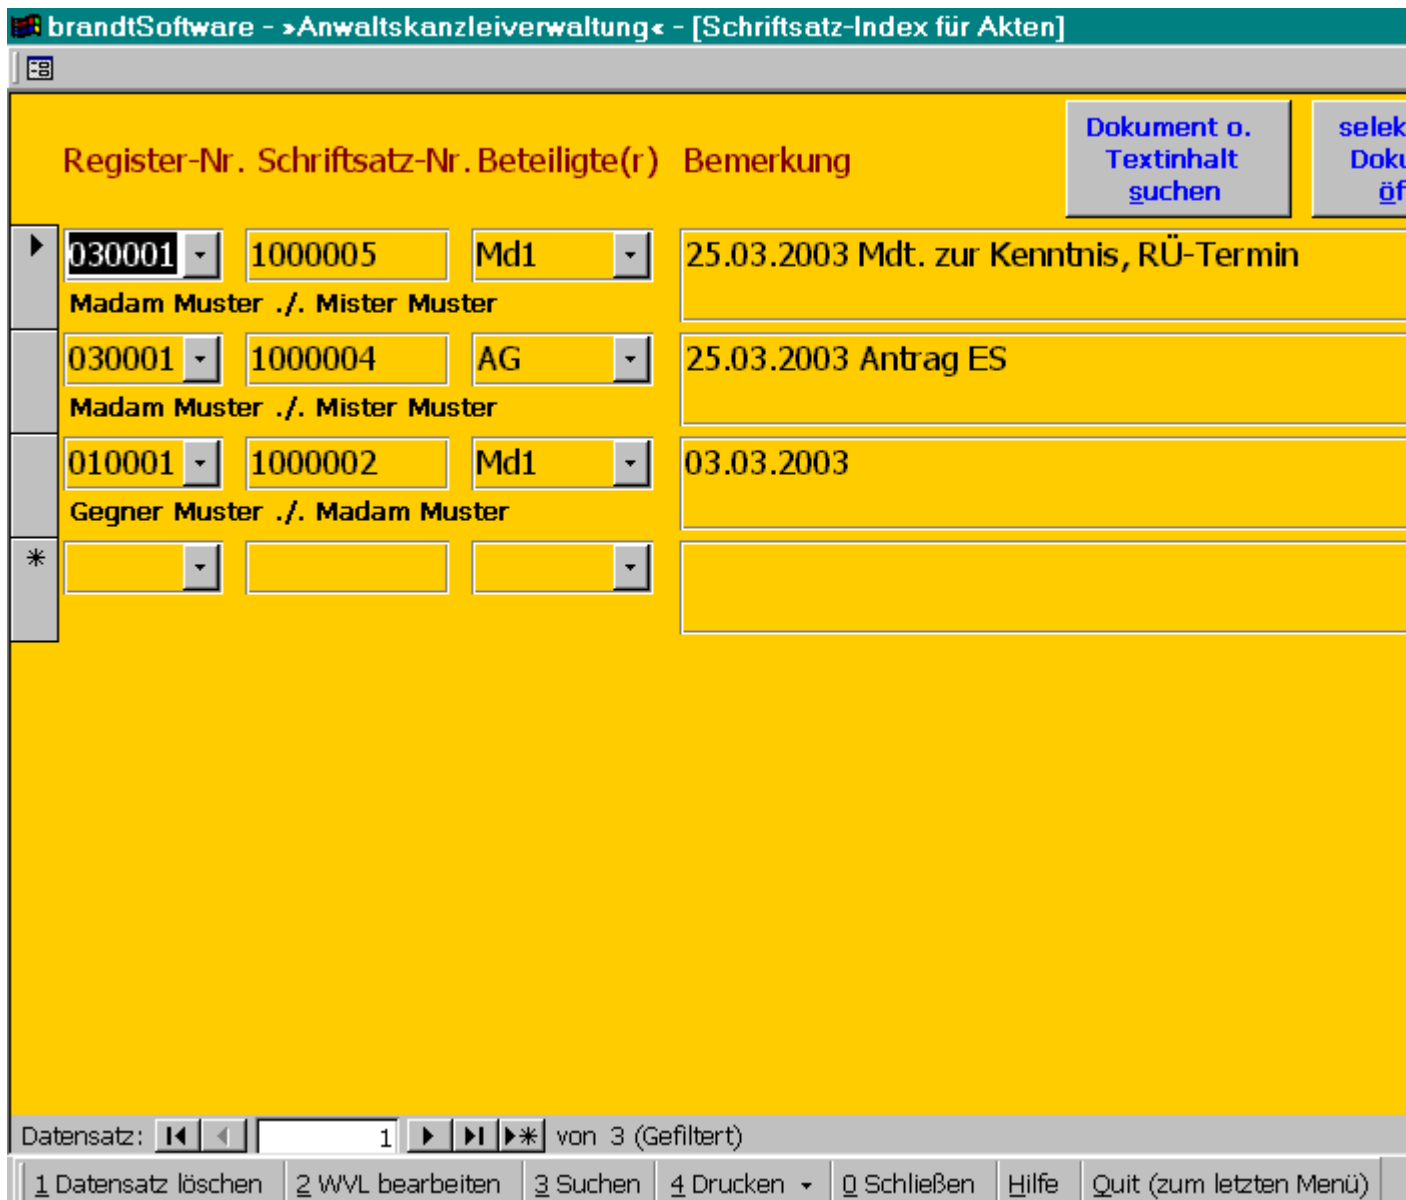 brandtSoftware - »Anwaltskanzleiverwaltung« - [Schriftsatz-Index für Akten]
Register-Nr. Schriftsatz-Nr. Beteiligte(r) Bemerkung
Dokument o.
Textinhalt
suchen
selek
Doku
öf
030001 1000005 Md1 25.03.2003 Mdt. zur Kenntnis, RÜ-Termin
Madam Muster ./. Mister Muster
030001 1000004 AG 25.03.2003 Antrag ES
Madam Muster ./. Mister Muster
010001 1000002 Md1 03.03.2003
Gegner Muster ./. Madam Muster
*
Datensatz: 1 von 3 (Gefiltert)
1 Datensatz löschen 2 WVL bearbeiten 3 Suchen 4 Drucken 0 Schließen Hilfe Quit (zum letzten Menü)